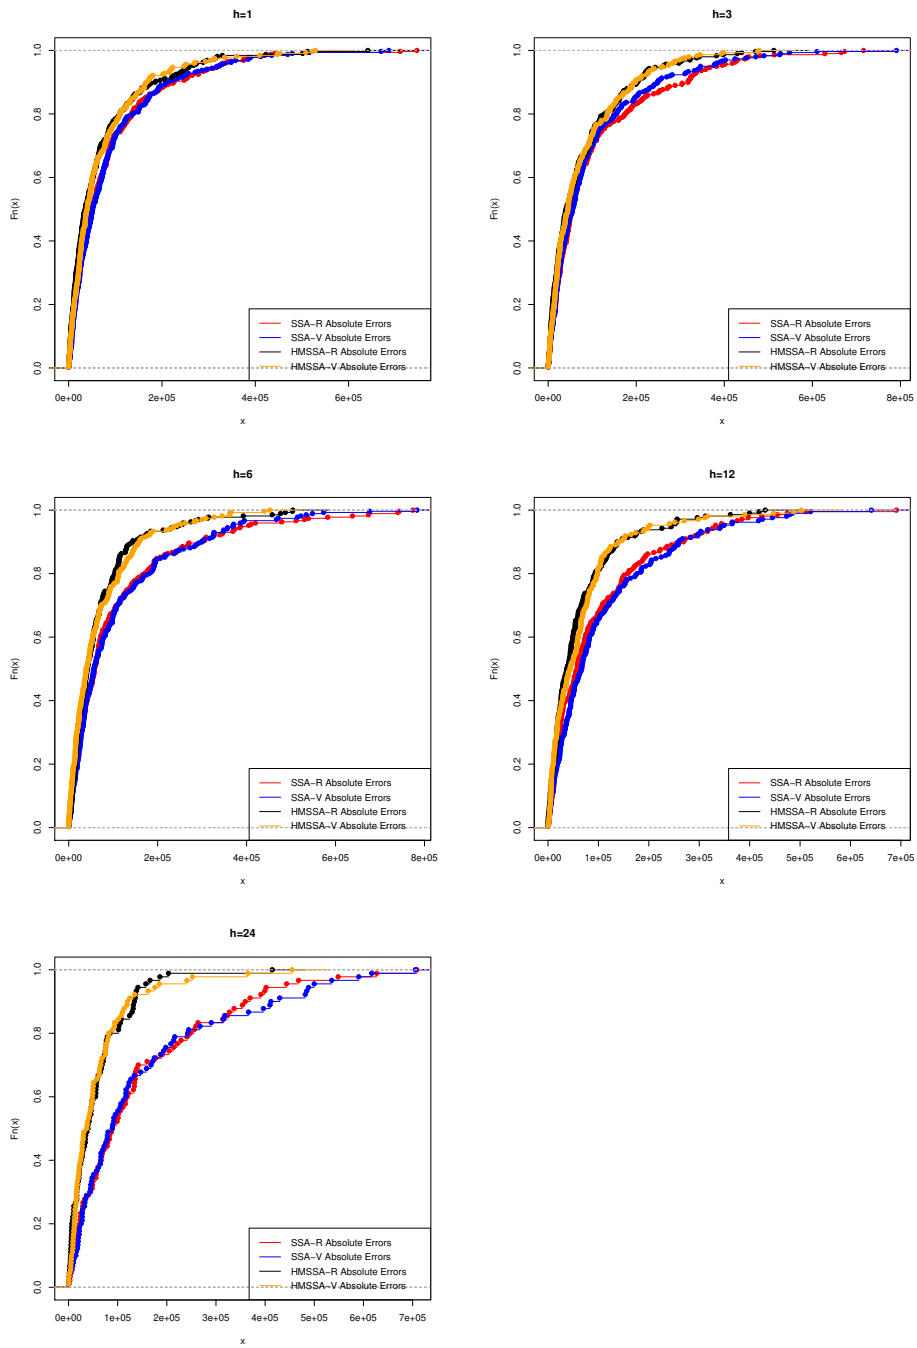 h=1
Fn(x)
1.0
0.8
0.6
0.4
0.2
0.0
SSA−R Absolute Errors
SSA−V Absolute Errors
HMSSA−R Absolute Errors
HMSSA−V Absolute Errors
0e+00 2e+05 4e+05 6e+05
x
h=3
Fn(x)
1.0
0.8
0.6
0.4
0.2
0.0
SSA−R Absolute Errors
SSA−V Absolute Errors
HMSSA−R Absolute Errors
HMSSA−V Absolute Errors
0e+00 2e+05 4e+05 6e+05 8e+05
x
h=6
Fn(x)
1.0
0.8
0.6
0.4
0.2
0.0
SSA−R Absolute Errors
SSA−V Absolute Errors
HMSSA−R Absolute Errors
HMSSA−V Absolute Errors
0e+00 2e+05 4e+05 6e+05 8e+05
x
h=12
Fn(x)
1.0
0.8
0.6
0.4
0.2
0.0
SSA−R Absolute Errors
SSA−V Absolute Errors
HMSSA−R Absolute Errors
HMSSA−V Absolute Errors
0e+00 1e+05 2e+05 3e+05 4e+05 5e+05 6e+05 7e+05
x
h=24
Fn(x)
1.0
0.8
0.6
0.4
0.2
0.0
SSA−R Absolute Errors
SSA−V Absolute Errors
HMSSA−R Absolute Errors
HMSSA−V Absolute Errors
0e+00 1e+05 2e+05 3e+05 4e+05 5e+05 6e+05 7e+05
x